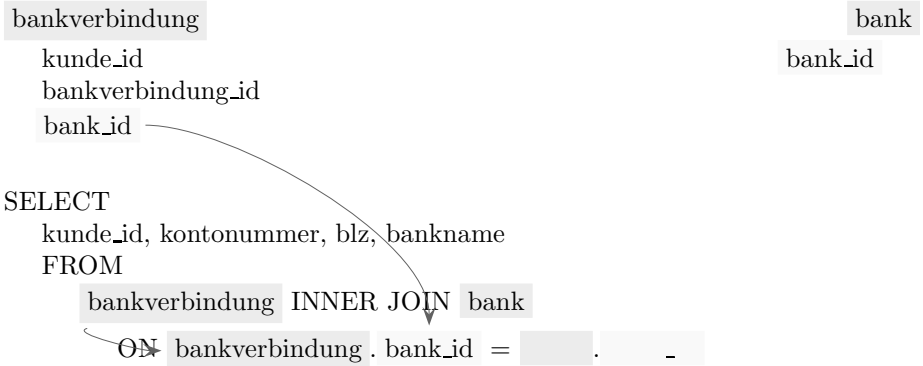 bankverbindung bank
kunde_id bank_id
bankverbindung_id
bank_id
SELECT
kunde_id, kontonummer, blz, bankname
FROM
bankverbindung INNER JOIN bank
ON bankverbindung . bank_id = . _